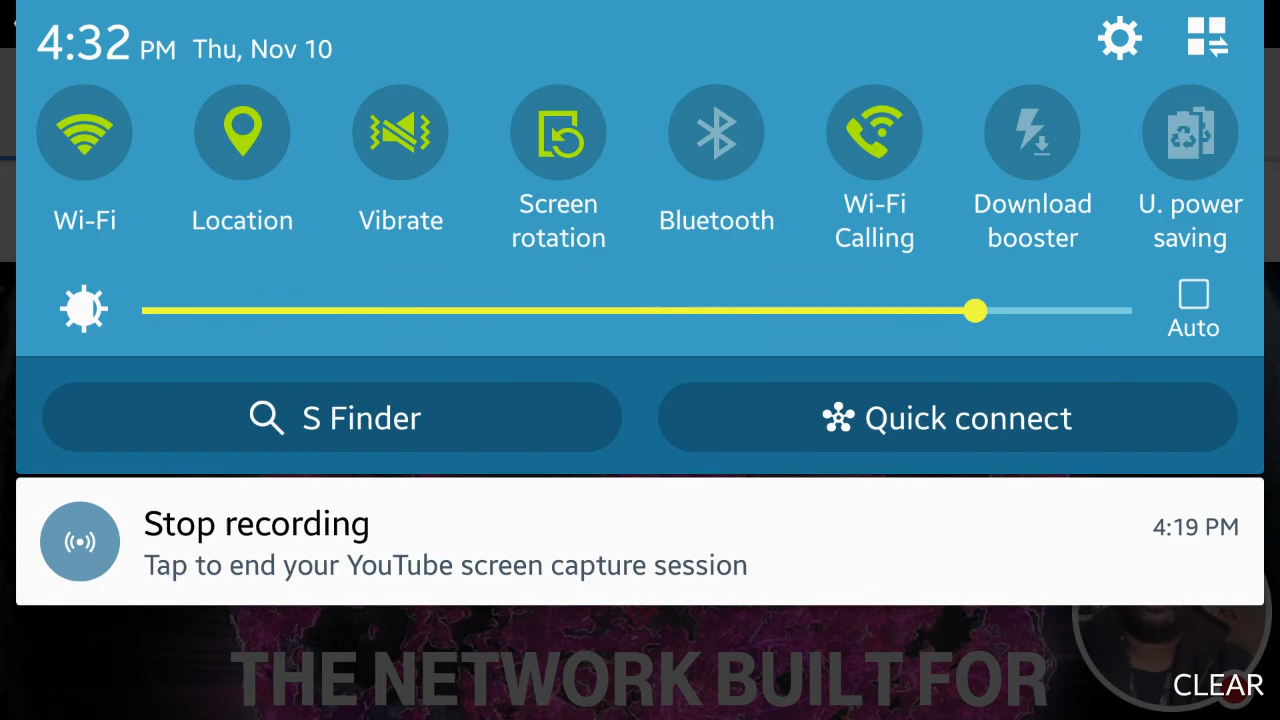 4:32 PM Thu, Nov 10
Wi-Fi
Location
Vibrate
Screen
rotation
Bluetooth
Wi-Fi
Calling
Download
booster
U. power
saving
Auto
S Finder
Quick connect
Stop recording
4:19 PM
Tap to end your YouTube screen capture session
THE NETWORK BUILT FOR
CLEAR